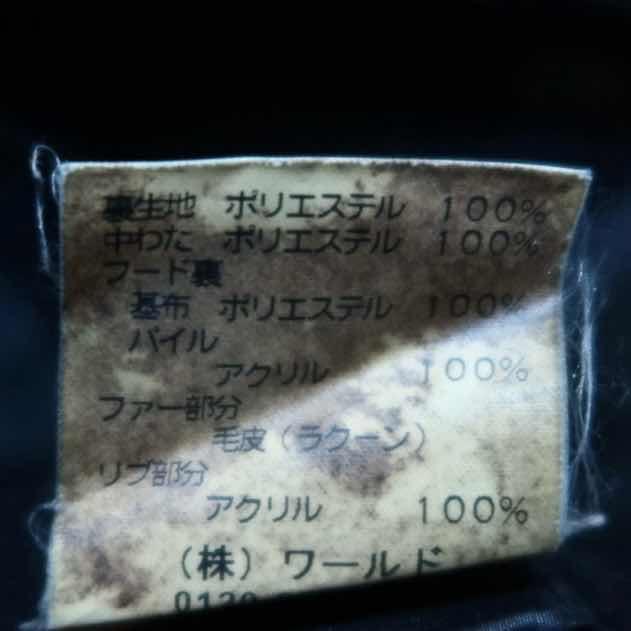 裏生地 ポリエステル 100%
中わた ポリエステル 100%
フード裏
基布 ポリエステル 100%
パイル
アクリル 100%
ファー部分
毛皮(ラクーン)
リブ部分
アクリル 100%
(株)ワールド